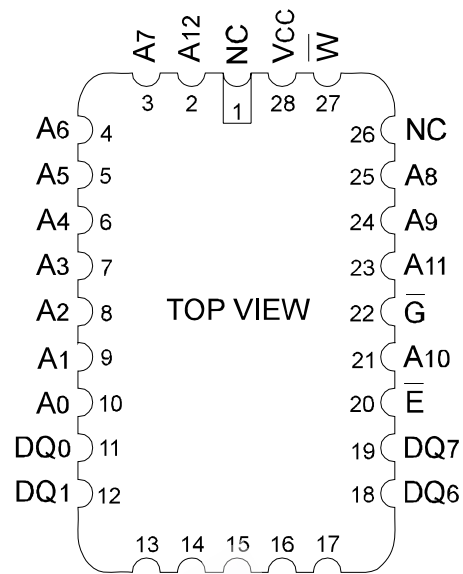 A7 A12 NC VCC W̅
3 2 1 28 27
A6 4 26 NC
A5 5 25 A8
A4 6 24 A9
A3 7 23 A11
A2 8 TOP VIEW 22 G̅
A1 9 21 A10
A0 10 20 E̅
DQ0 11 19 DQ7
DQ1 12 18 DQ6
13 14 15 16 17